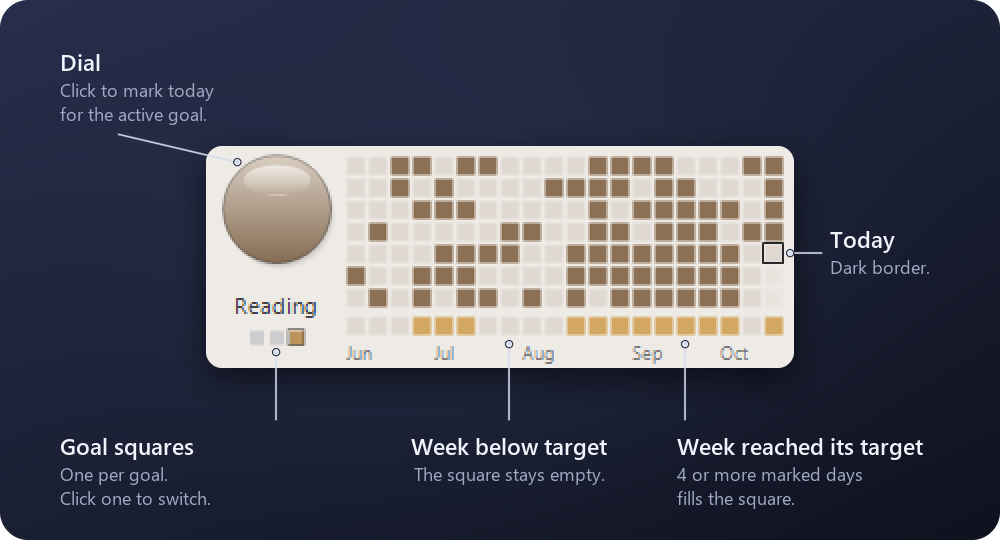 Dial
Click to mark today
for the active goal.
Reading
Jun Jul Aug Sep Oct
Today
Dark border.
Goal squares
One per goal.
Click one to switch.
Week below target
The square stays empty.
Week reached its target
4 or more marked days
fills the square.